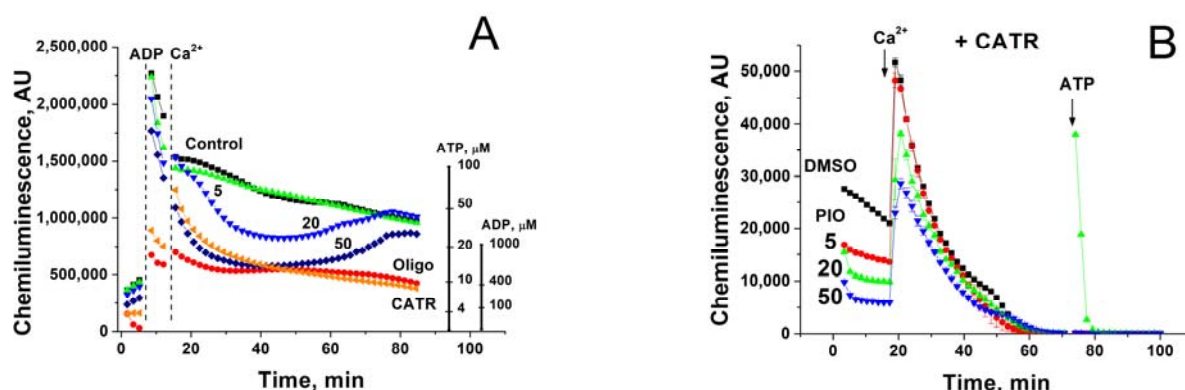 A
ADP Ca2+
2,500,000
2,000,000
1,500,000
1,000,000
500,000
0
Chemiluminescence, AU
Control
5
20
50
Oligo
CATR
ATP, μM
100
50
20
10
4
ADP, μM
1000
400
100
0 20 40 60 80 100
Time, min
B
Ca2+ + CATR
ATP
50,000
40,000
30,000
20,000
10,000
0
Chemiluminescence, AU
DMSO
PIO
5
20
50
0 20 40 60 80 100
Time, min